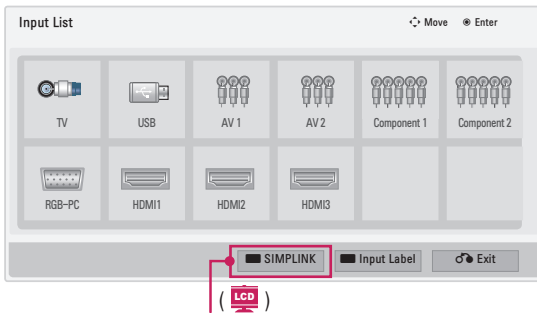 Input List Move Enter
TV USB AV 1 AV 2 Component 1 Component 2
RGB-PC HDMI1 HDMI2 HDMI3
SIMPLINK Input Label Exit
( LCD )